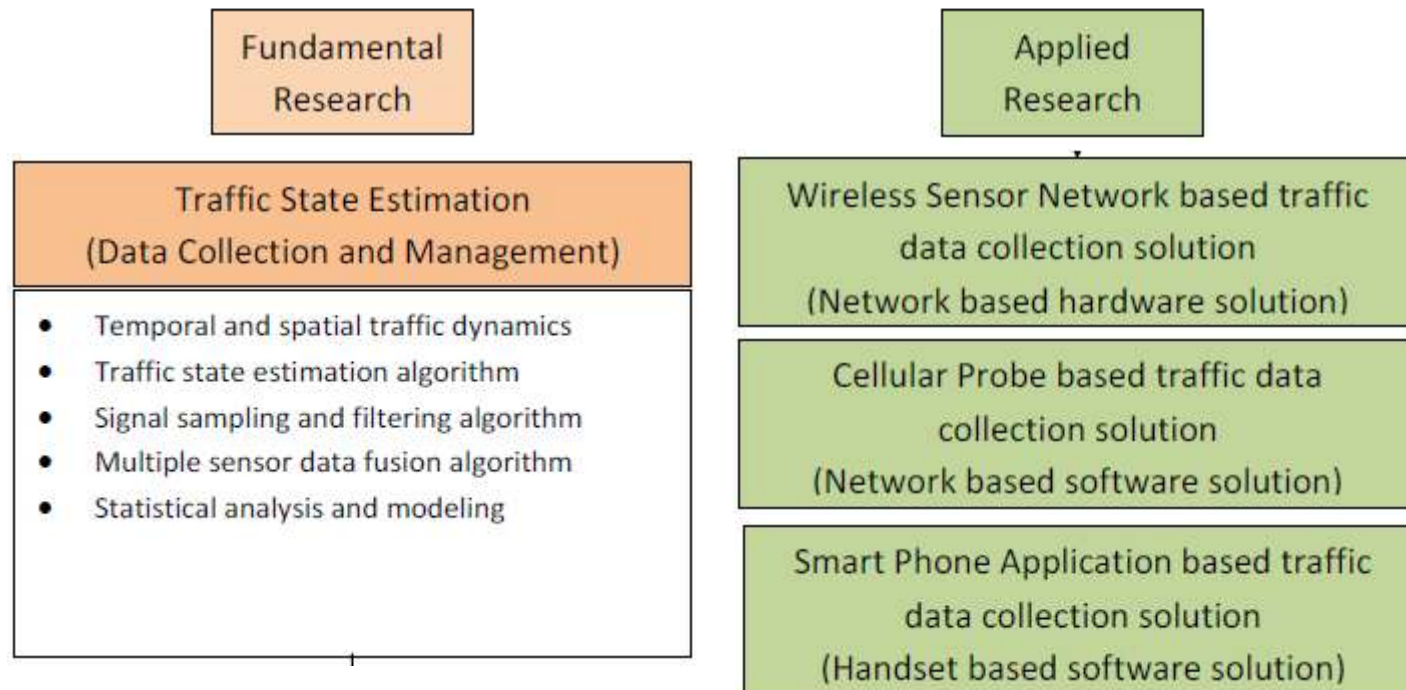 Fundamental
Research
Traffic State Estimation
(Data Collection and Management)
• Temporal and spatial traffic dynamics
• Traffic state estimation algorithm
• Signal sampling and filtering algorithm
• Multiple sensor data fusion algorithm
• Statistical analysis and modeling
Applied
Research
Wireless Sensor Network based traffic
data collection solution
(Network based hardware solution)
Cellular Probe based traffic data
collection solution
(Network based software solution)
Smart Phone Application based traffic
data collection solution
(Handset based software solution)